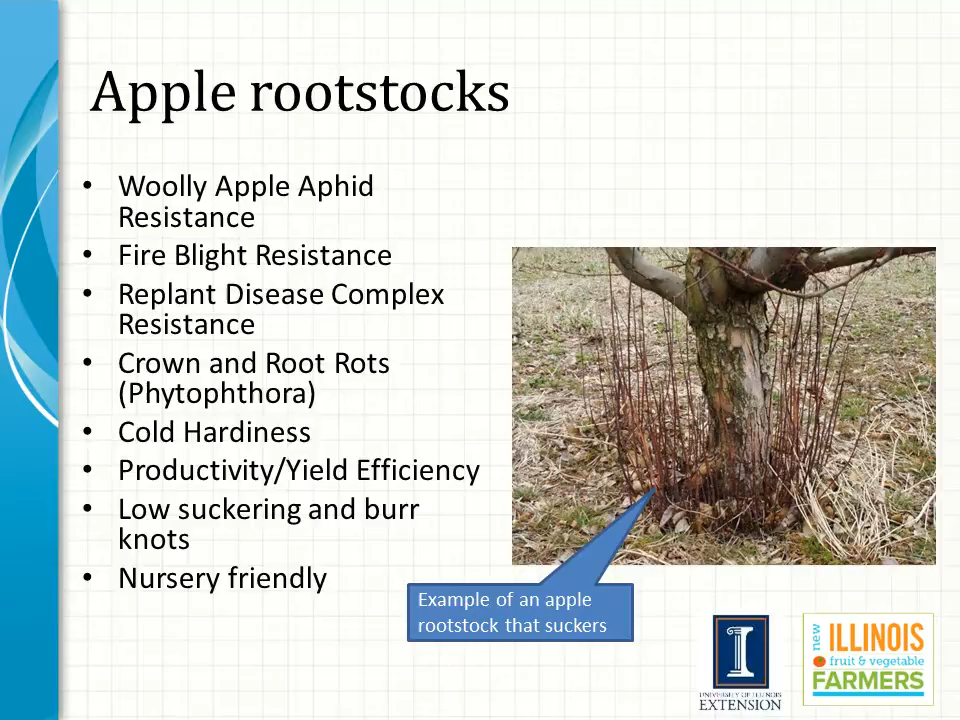 Apple rootstocks
• Woolly Apple Aphid
Resistance
• Fire Blight Resistance
• Replant Disease Complex
Resistance
• Crown and Root Rots
(Phytophthora)
• Cold Hardiness
• Productivity/Yield Efficiency
• Low suckering and burr
knots
• Nursery friendly
Example of an apple
rootstock that suckers
I
UNIVERSITY OF ILLINOIS
EXTENSION
new
ILLINOIS
fruit & vegetable
FARMERS